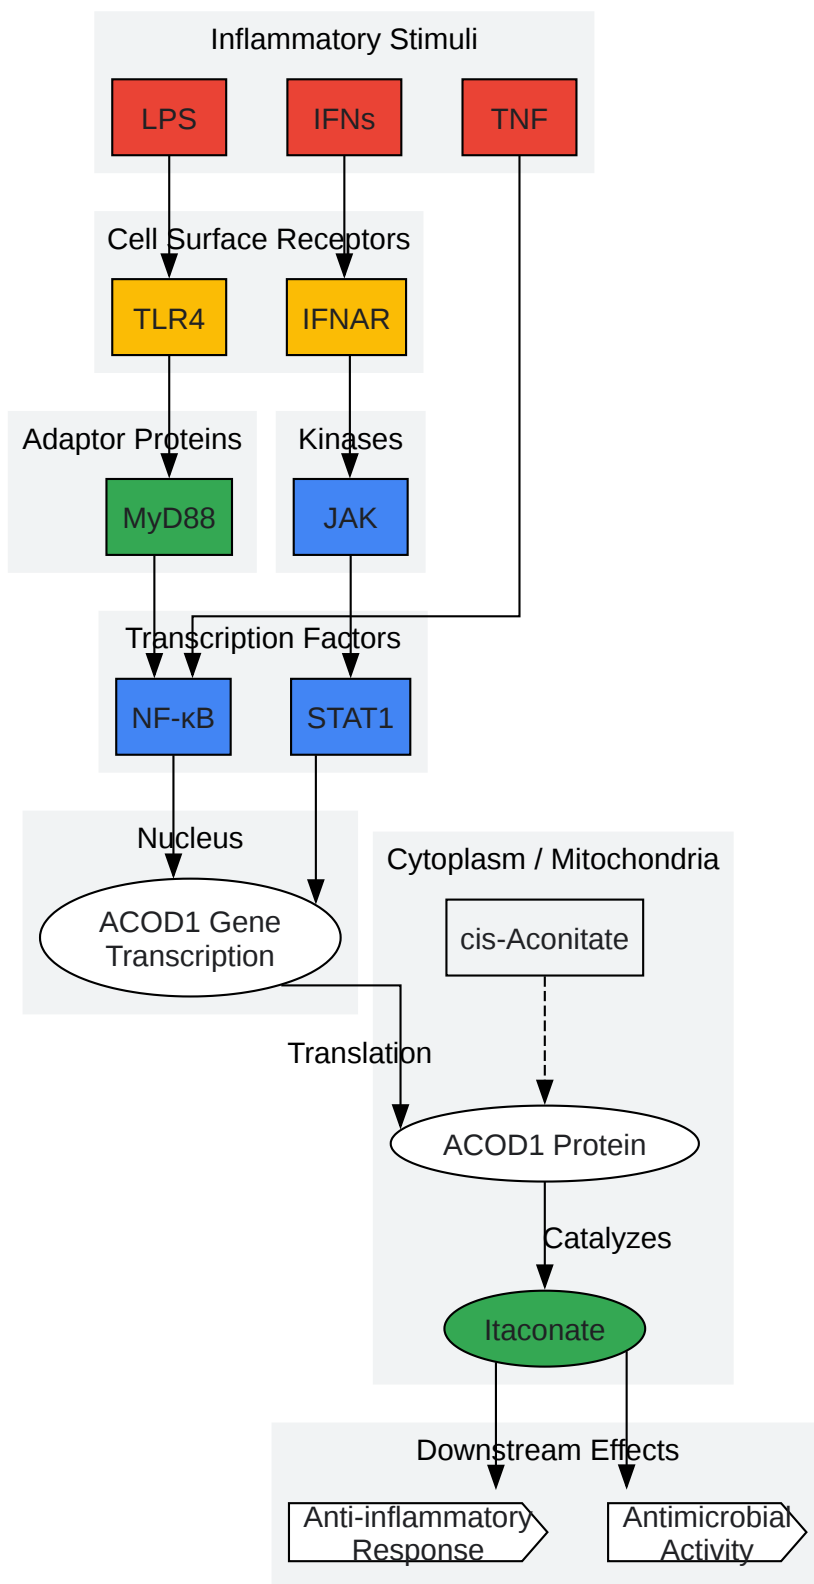 Inflammatory Stimuli
LPS
IFNs
TNF
Cell Surface Receptors
TLR4
IFNAR
Adaptor Proteins
Kinases
MyD88
JAK
Transcription Factors
NF-κB
STAT1
Nucleus
ACOD1 Gene
Transcription
Cytoplasm / Mitochondria
cis-Aconitate
Translation
ACOD1 Protein
Catalyzes
Itaconate
Downstream Effects
Anti-inflammatory
Response
Antimicrobial
Activity